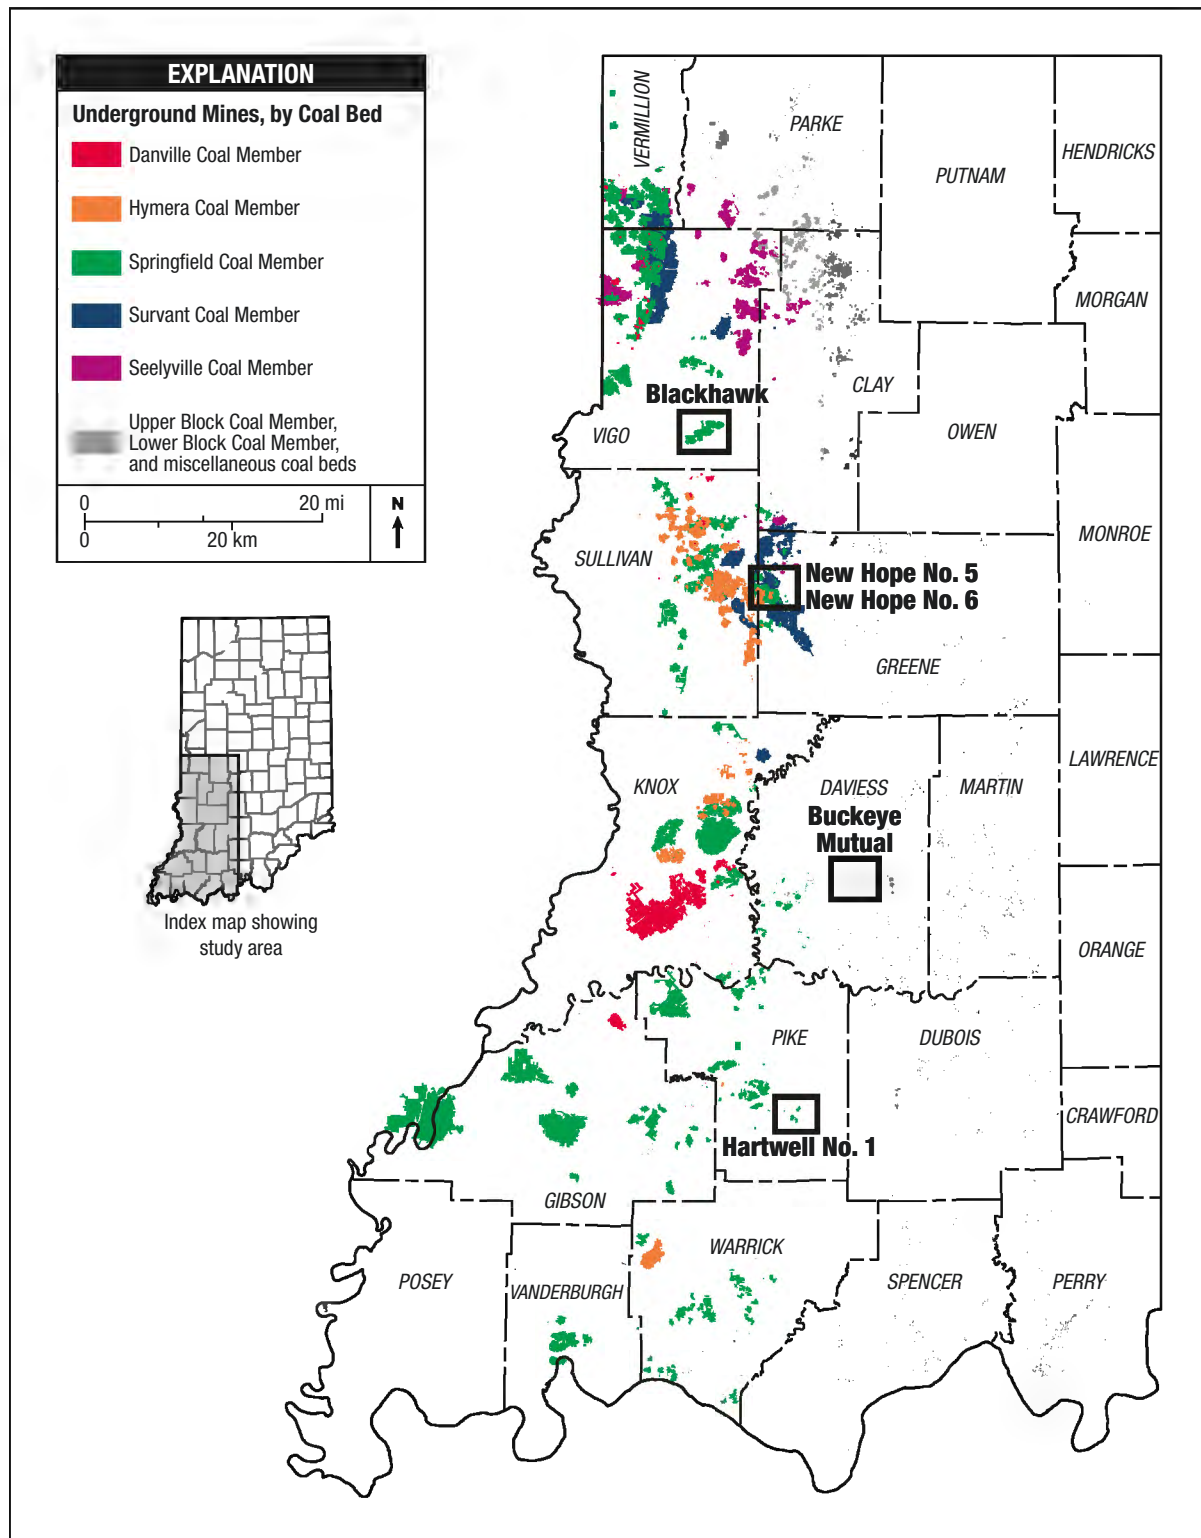 EXPLANATION
Underground Mines, by Coal Bed
Danville Coal Member
Hymera Coal Member
Springfield Coal Member
Survant Coal Member
Seelyville Coal Member
Upper Block Coal Member,
Lower Block Coal Member,
and miscellaneous coal beds
0 20 mi
0 20 km
N
Index map showing
study area
VERMILLION
PARKE
PUTNAM
HENDRICKS
MORGAN
CLAY
Blackhawk
VIGO
OWEN
MONROE
SULLIVAN
New Hope No. 5
New Hope No. 6
GREENE
LAWRENCE
KNOX
DAVIESS
MARTIN
Buckeye
Mutual
ORANGE
PIKE
DUBOIS
CRAWFORD
Hartwell No. 1
GIBSON
WARRICK
POSEY
VANDERBURGH
SPENCER
PERRY